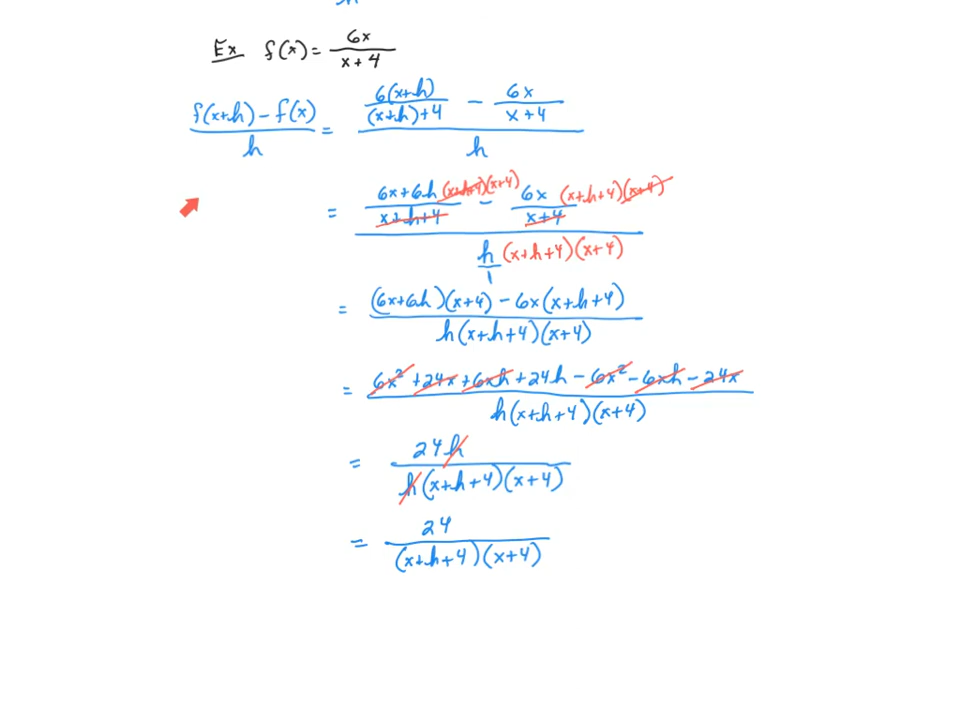 Ex f(x) = 6x/(x+4)
(f(x+h) - f(x))/h = (6(x+h)/((x+h)+4) - 6x/(x+4))/h
= ((6x+6h)/(x+h+4) (x+h+4)(x+4) - 6x/(x+4) (x+h+4)(x+4))/(h/1 (x+h+4)(x+4))
= ((6x+6h)(x+4) - 6x(x+h+4))/(h(x+h+4)(x+4))
= (6x² + 24x + 6xh + 24h - 6x² - 6xh - 24x)/(h(x+h+4)(x+4))
= 24h/(h(x+h+4)(x+4))
= 24/((x+h+4)(x+4))